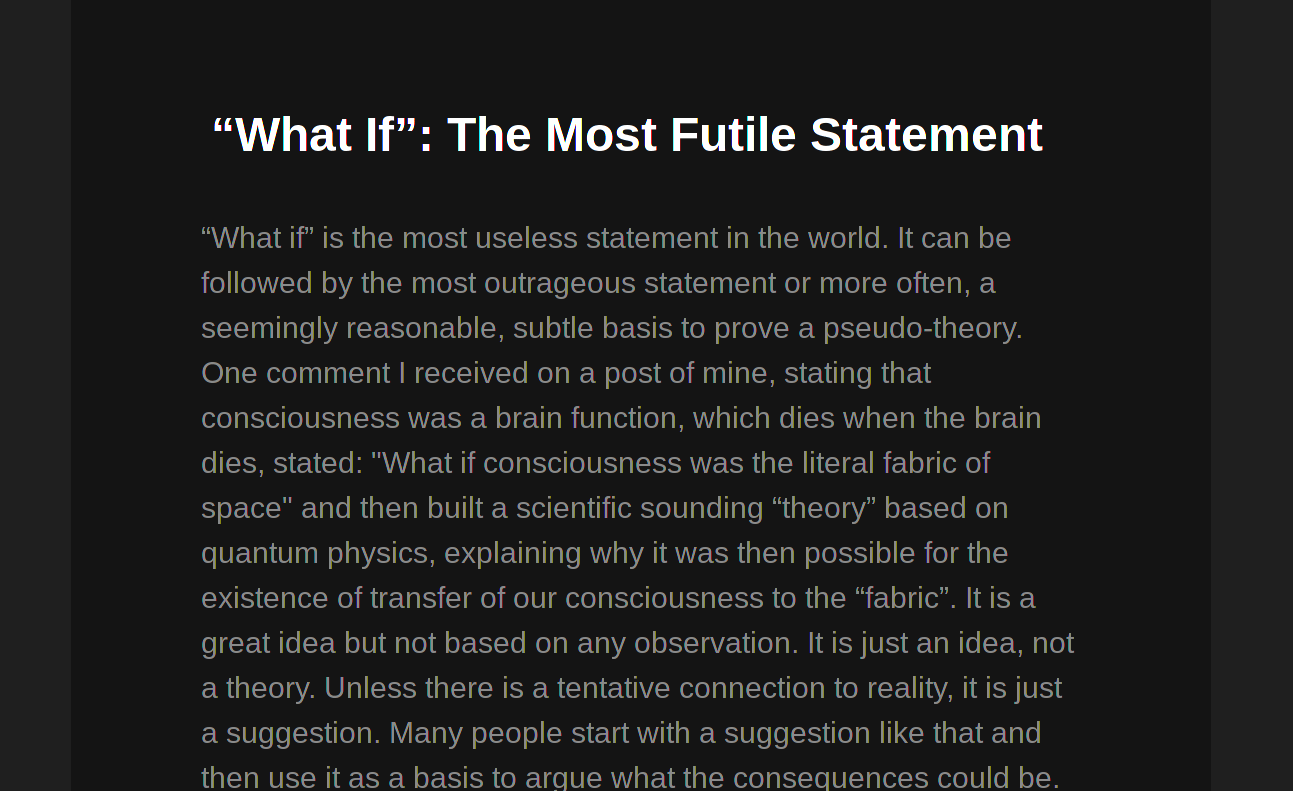 “What If”: The Most Futile Statement
“What if” is the most useless statement in the world. It can be
followed by the most outrageous statement or more often, a
seemingly reasonable, subtle basis to prove a pseudo-theory.
One comment I received on a post of mine, stating that
consciousness was a brain function, which dies when the brain
dies, stated: "What if consciousness was the literal fabric of
space" and then built a scientific sounding “theory” based on
quantum physics, explaining why it was then possible for the
existence of transfer of our consciousness to the “fabric”. It is a
great idea but not based on any observation. It is just an idea, not
a theory. Unless there is a tentative connection to reality, it is just
a suggestion. Many people start with a suggestion like that and
then use it as a basis to argue what the consequences could be.